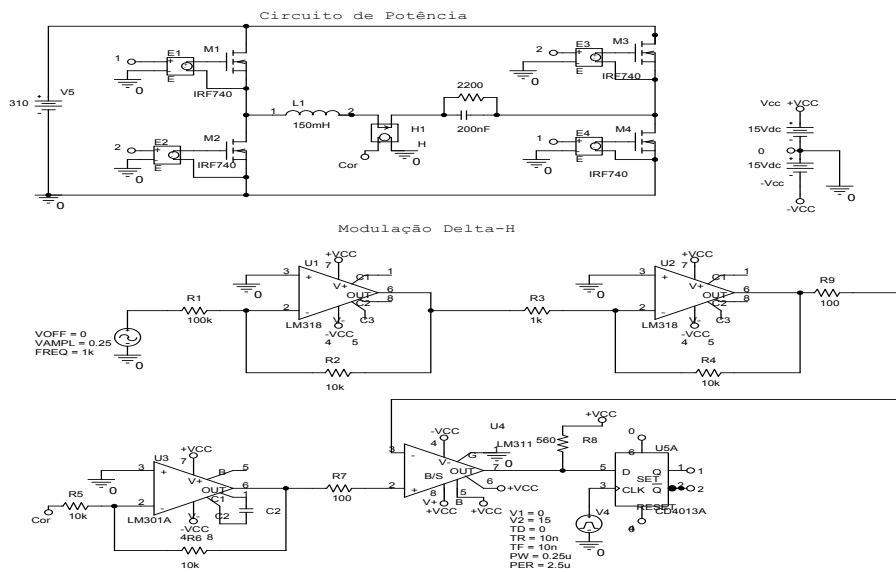 Circuito de Potência
310
V5
1
E1
E
M1
IRF740
2
E2
E
M2
IRF740
0
1
L1
2
150mH
H1
H
Cor
0
2200
200nF
2
E3
E
M3
IRF740
0
1
E4
E
M4
IRF740
0
Vcc +VCC
15Vdc
0
15Vdc
-Vcc
-VCC
0
Modulação Delta-H
VOFF = 0
VAMPL = 0.25
FREQ = 1k
0
R1
100k
U1
+VCC
7
3
2
V+
V-
OUT
C1
C2
C3
1
6
8
LM318
-VCC
4 5
0
R2
10k
R3
1k
U2
+VCC
7
3
2
V+
V-
OUT
C1
C2
C3
1
6
8
LM318
-VCC
4 5
0
R4
10k
R9
100
Cor
R5
10k
U3
+VCC
7
3
2
V+
V-
B
OUT
C1
C2
5
6
1
LM301A
-VCC
4 8
C2
0
R6
10k
R7
100
U4
LM311
-VCC
4
3
2
V-
G
1
B/S
OUT
7
6
+VCC
8
5
V+
B
+VCC
+VCC
0
560
R8
+VCC
V1 = 0
V2 = 15
TD = 0
TR = 10n
TF = 10n
PW = 0.25u
PER = 2.5u
V4
0
U5A
0
6
5
D
Q
1
1
SET
3
CLK
Q
2
2
RESET
CD4013A